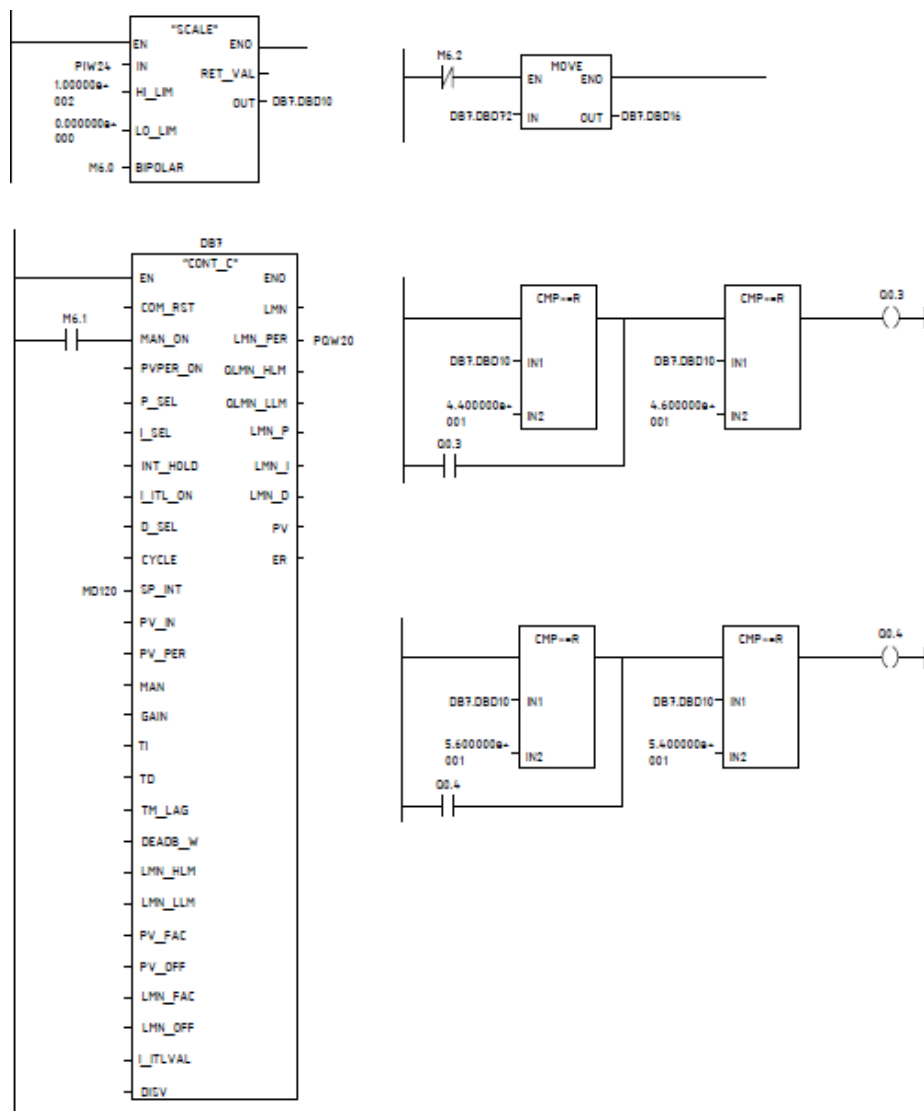 "SCALE"
EN ENO
PIW24 IN
RET_VAL
1.00000e+
002 HI_LIM
OUT DB7.DBD10
0.000000e+
000 LO_LIM
M6.0 BIPOLAR
M6.2
MOVE
EN ENO
DB7.DBD72 IN OUT DB7.DBD16
DB7
"CONT_C"
EN ENO
COM_RST LMN
M6.1
MAN_ON LMN_PER PQW20
PVPER_ON QLMN_HLM
P_SEL QLMN_LLM
I_SEL LMN_P
INT_HOLD LMN_I
I_ITL_ON LMN_D
D_SEL PV
CYCLE ER
MD120 SP_INT
PV_IN
PV_PER
MAN
GAIN
TI
TD
TM_LAG
DEADB_W
LMN_HLM
LMN_LLM
PV_FAC
PV_OFF
LMN_FAC
LMN_OFF
I_ITLVAL
DISV
CMP-=R CMP-=R Q0.3
DB7.DBD10 IN1 DB7.DBD10 IN1
4.400000e+
001 IN2
4.600000e+
001 IN2
Q0.3
CMP-=R CMP-=R Q0.4
DB7.DBD10 IN1 DB7.DBD10 IN1
5.600000e+
001 IN2
5.400000e+
001 IN2
Q0.4